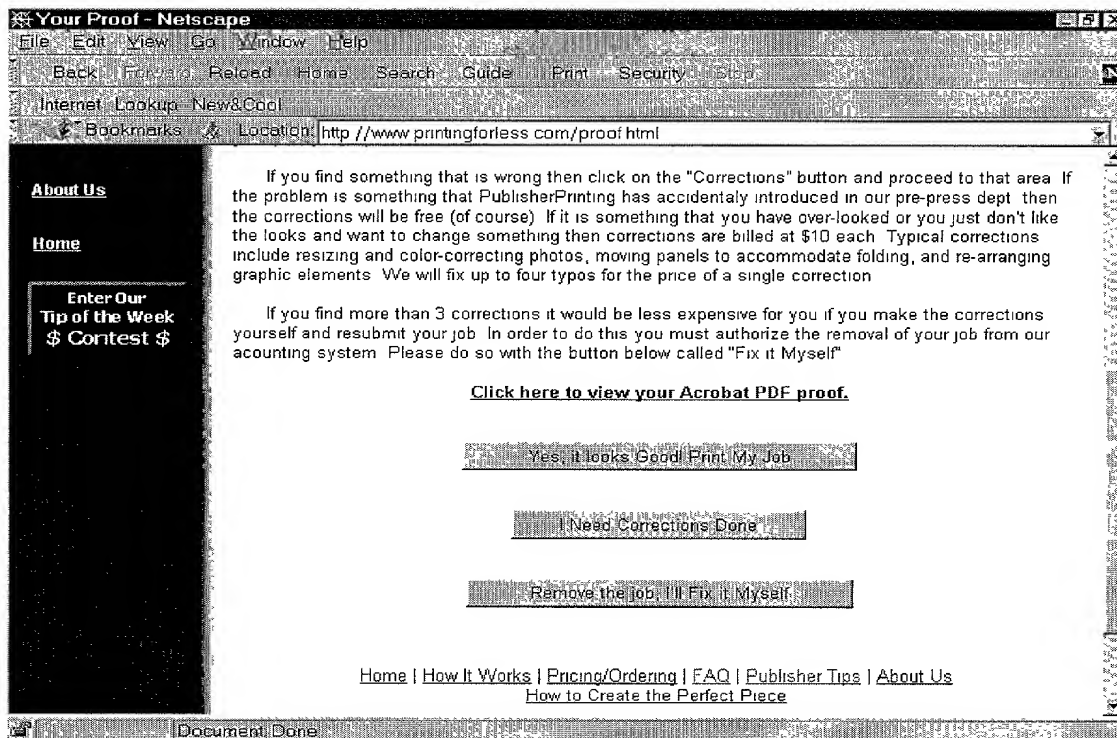 Your Proof - Netscape
File Edit View Go Window Help
Back Forward Reload Home Search Guide Print Security Stop
Internet Lookup New&Cool
Bookmarks Location: http //www printingforless com/proof html
About Us
Home
Enter Our
Tip of the Week
$ Contest $
If you find something that is wrong then click on the "Corrections" button and proceed to that area If
the problem is something that PublisherPrinting has accidentaly introduced in our pre-press dept then
the corrections will be free (of course) If it is something that you have over-looked or you just don't like
the looks and want to change something then corrections are billed at $10 each Typical corrections
include resizing and color-correcting photos, moving panels to accommodate folding, and re-arranging
graphic elements We will fix up to four typos for the price of a single correction
If you find more than 3 corrections it would be less expensive for you if you make the corrections
yourself and resubmit your job In order to do this you must authorize the removal of your job from our
acounting system Please do so with the button below called "Fix it Myself"
Click here to view your Acrobat PDF proof.
Yes, it looks Good! Print My Job
I Need Corrections Done
Remove the job, I'll Fix it Myself
Home | How It Works | Pricing/Ordering | FAQ | Publisher Tips | About Us
How to Create the Perfect Piece
Document Done